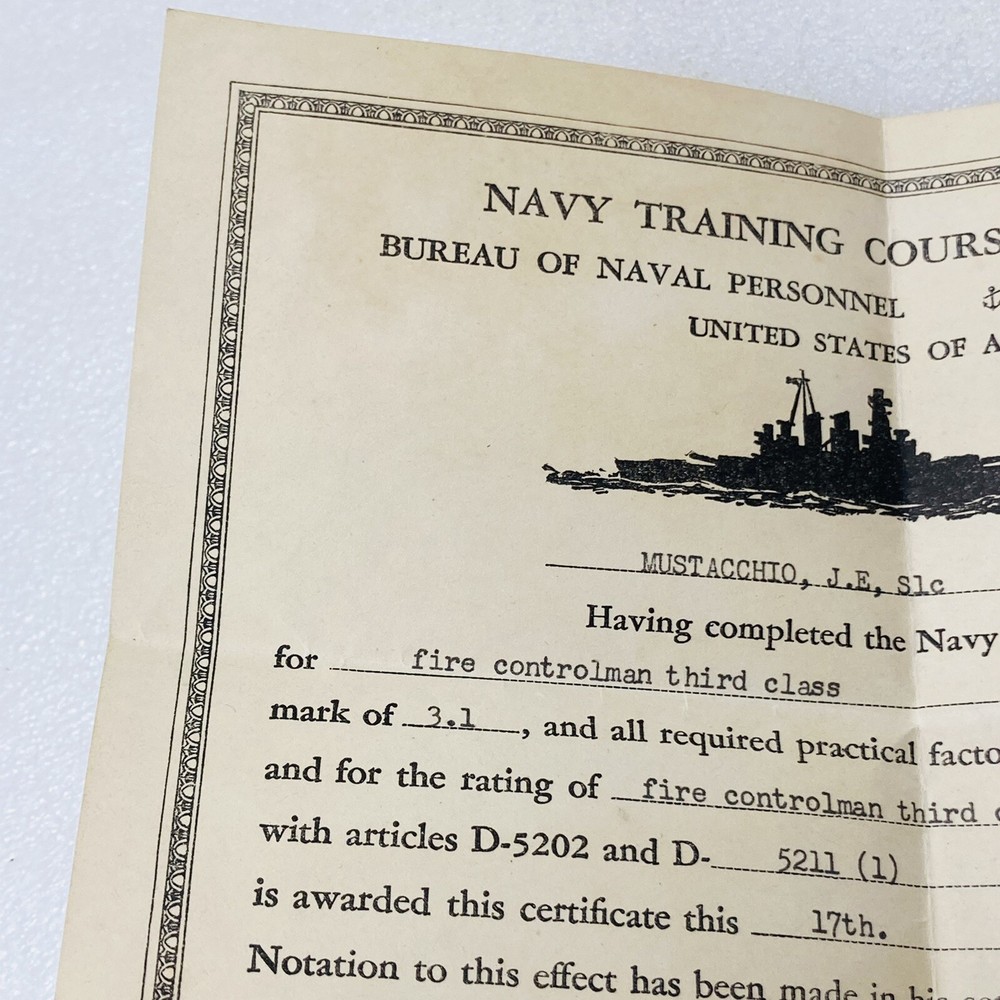 NAVY TRAINING COURS
BUREAU OF NAVAL PERSONNEL
UNITED STATES OF A
MUSTACCHIO, J.E, S1c
Having completed the Navy
for fire controlman third class
mark of 3.1, and all required practical facto
and for the rating of fire controlman third c
with articles D-5202 and D- 5211 (1)
is awarded this certificate this 17th.
Notation to this effect has been made in his